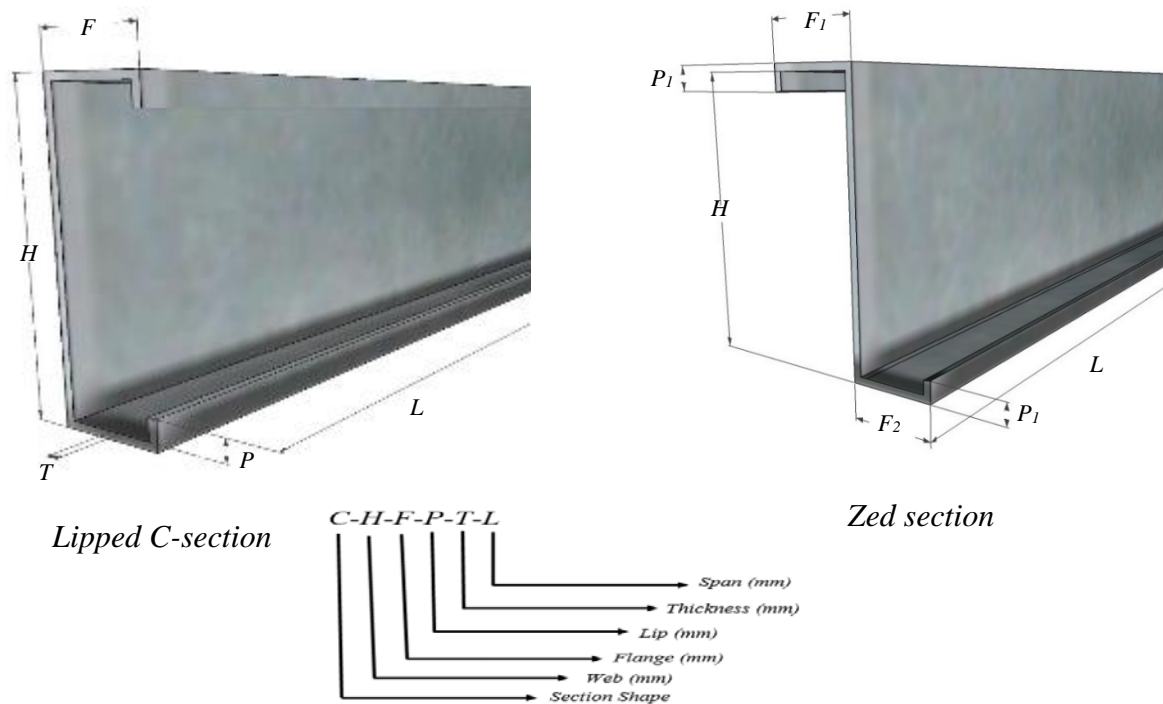 F
H
T
P
L
Lipped C-section
F1
P1
H
L
F2
P1
Zed section
C-H-F-P-T-L
Span (mm)
Thickness (mm)
Lip (mm)
Flange (mm)
Web (mm)
Section Shape